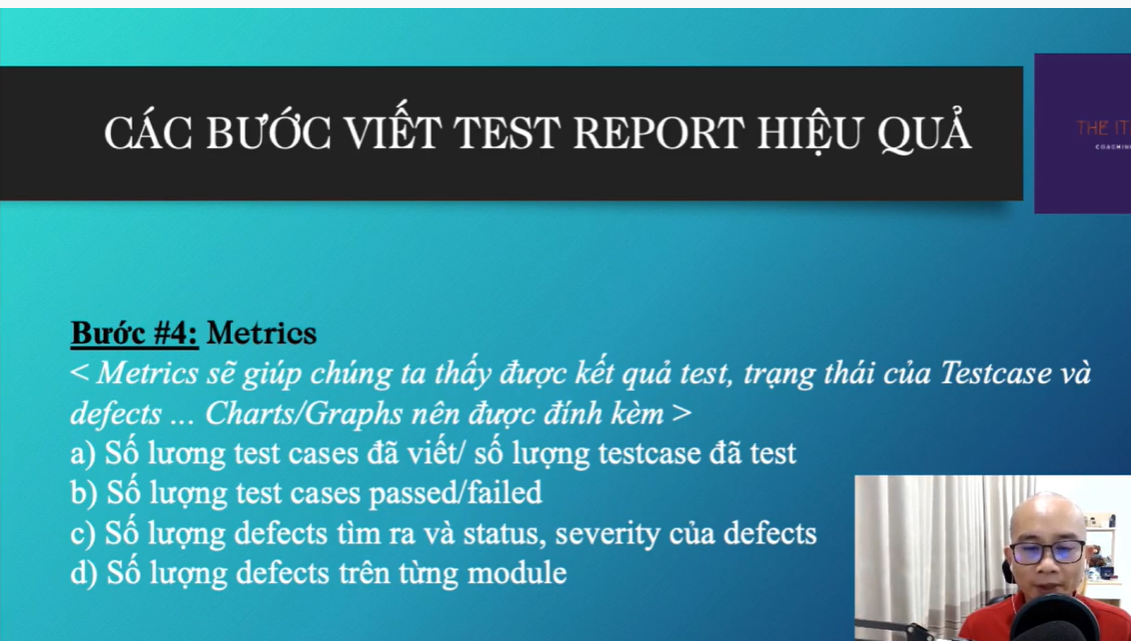 CÁC BƯỚC VIẾT TEST REPORT HIỆU QUẢ
THE IT
Bước #4: Metrics
< Metrics sẽ giúp chúng ta thấy được kết quả test, trạng thái của Testcase và
defects ... Charts/Graphs nên được đính kèm >
a) Số lương test cases đã viết/ số lượng testcase đã test
b) Số lượng test cases passed/failed
c) Số lượng defects tìm ra và status, severity của defects
d) Số lượng defects trên từng module